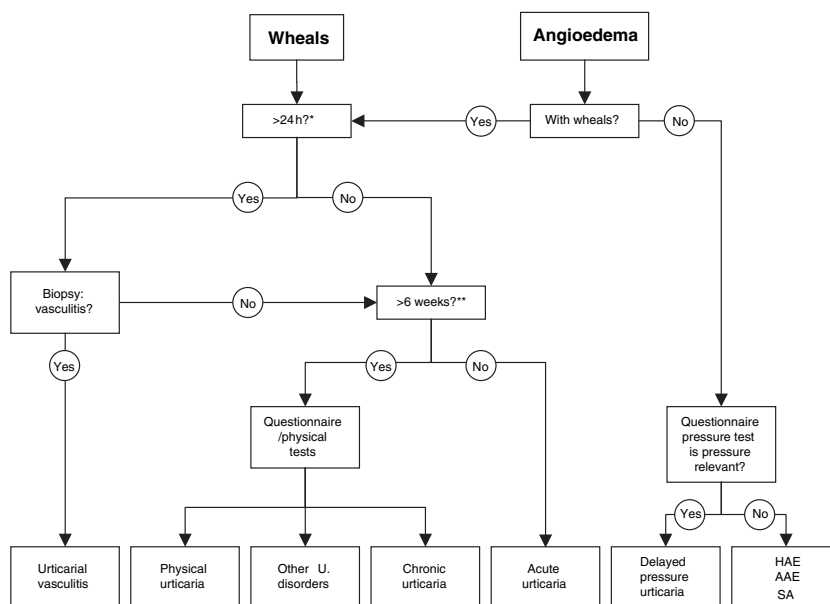 Wheals
Angioedema
>24h?*
Yes
With wheals?
No
Yes
No
Biopsy:
vasculitis?
No
>6 weeks?**
Yes
Yes
No
Questionnaire
/physical
tests
Questionnaire
pressure test
is pressure
relevant?
Yes
No
Urticarial
vasculitis
Physical
urticaria
Other U.
disorders
Chronic
urticaria
Acute
urticaria
Delayed
pressure
urticaria
HAE
AAE
SA